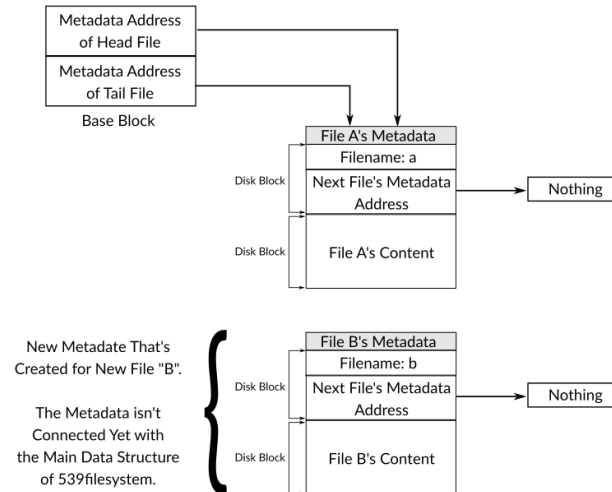 Metadata Address
of Head File
Metadata Address
of Tail File
Base Block
File A's Metadata
Filename: a
Disk Block
Next File's Metadata
Address
Nothing
Disk Block
File A's Content
New Metadate That's
Created for New File "B".
The Metadata isn't
Connected Yet with
the Main Data Structure
of 539filesystem.
File B's Metadata
Filename: b
Disk Block
Next File's Metadata
Address
Nothing
Disk Block
File B's Content